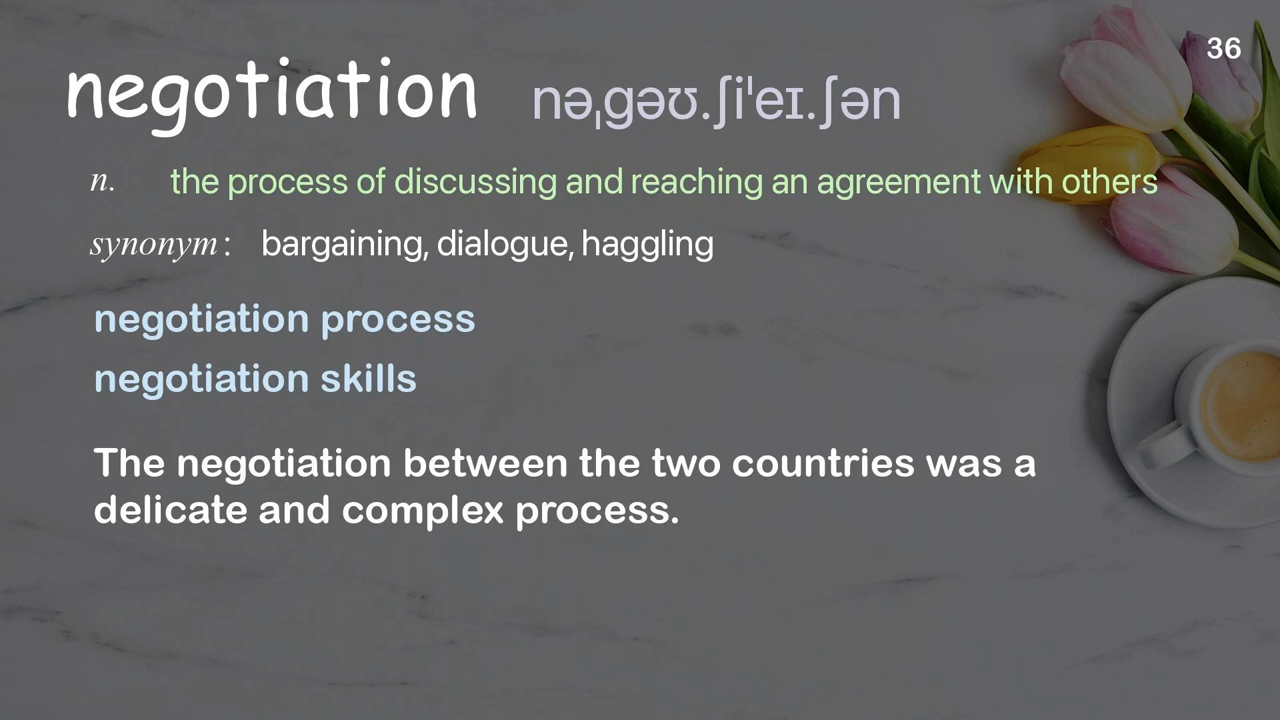 36
negotiation nəˌgəʊ.ʃiˈeɪ.ʃən
n. the process of discussing and reaching an agreement with others
synonym: bargaining, dialogue, haggling
negotiation process
negotiation skills
The negotiation between the two countries was a
delicate and complex process.